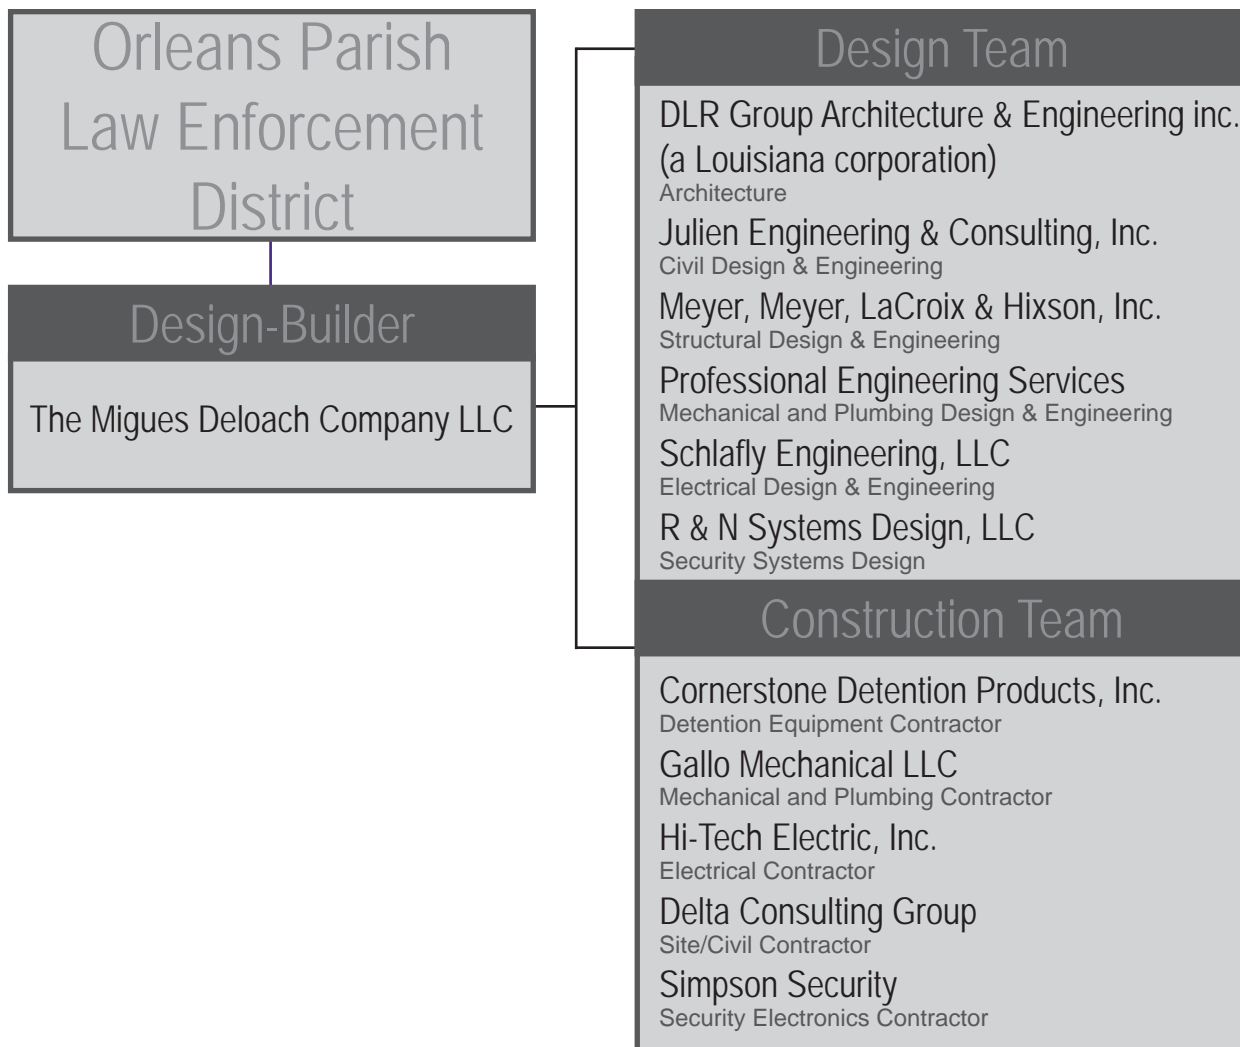 Orleans Parish
Law Enforcement
District
Design-Builder
The Migues Deloach Company LLC
Design Team
DLR Group Architecture & Engineering inc.
(a Louisiana corporation)
Architecture
Julien Engineering & Consulting, Inc.
Civil Design & Engineering
Meyer, Meyer, LaCroix & Hixson, Inc.
Structural Design & Engineering
Professional Engineering Services
Mechanical and Plumbing Design & Engineering
Schlafly Engineering, LLC
Electrical Design & Engineering
R & N Systems Design, LLC
Security Systems Design
Construction Team
Cornerstone Detention Products, Inc.
Detention Equipment Contractor
Gallo Mechanical LLC
Mechanical and Plumbing Contractor
Hi-Tech Electric, Inc.
Electrical Contractor
Delta Consulting Group
Site/Civil Contractor
Simpson Security
Security Electronics Contractor